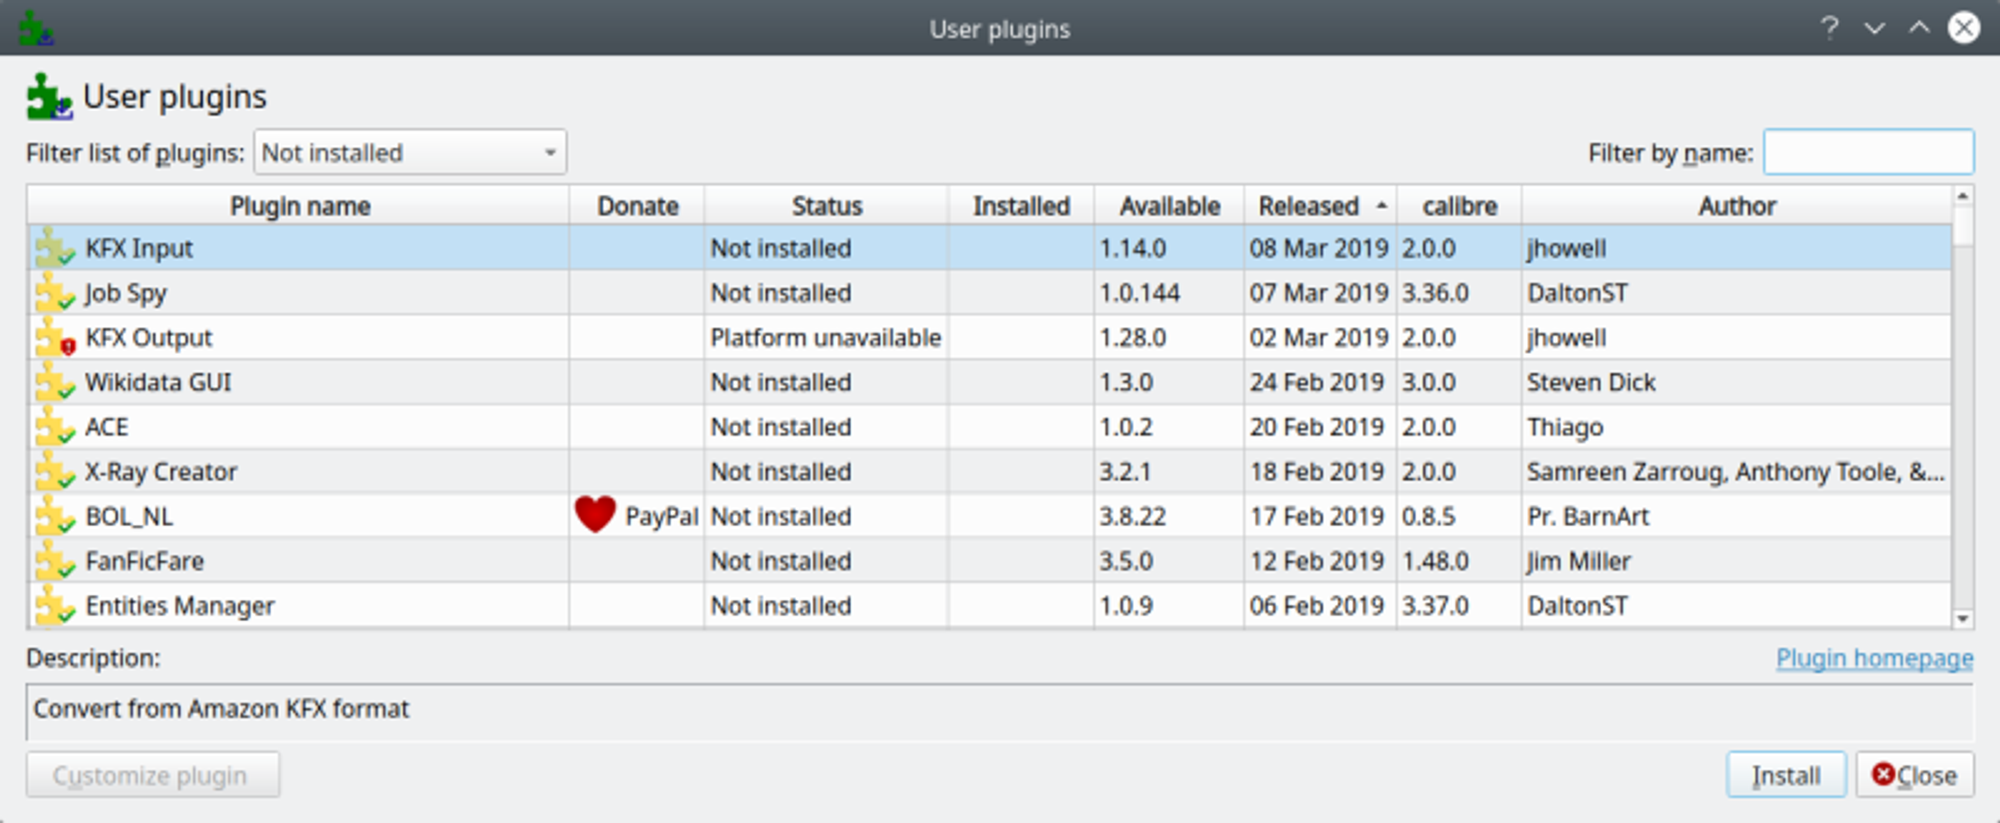 User plugins
User plugins
Filter list of plugins: Not installed Filter by name:
Plugin name Donate Status Installed Available Released calibre Author
KFX Input Not installed 1.14.0 08 Mar 2019 2.0.0 jhowell
Job Spy Not installed 1.0.144 07 Mar 2019 3.36.0 DaltonST
KFX Output Platform unavailable 1.28.0 02 Mar 2019 2.0.0 jhowell
Wikidata GUI Not installed 1.3.0 24 Feb 2019 3.0.0 Steven Dick
ACE Not installed 1.0.2 20 Feb 2019 2.0.0 Thiago
X-Ray Creator Not installed 3.2.1 18 Feb 2019 2.0.0 Samreen Zarroug, Anthony Toole, &...
BOL_NL PayPal Not installed 3.8.22 17 Feb 2019 0.8.5 Pr. BarnArt
FanFicFare Not installed 3.5.0 12 Feb 2019 1.48.0 Jim Miller
Entities Manager Not installed 1.0.9 06 Feb 2019 3.37.0 DaltonST
Description: Plugin homepage
Convert from Amazon KFX format
Customize plugin Install Close